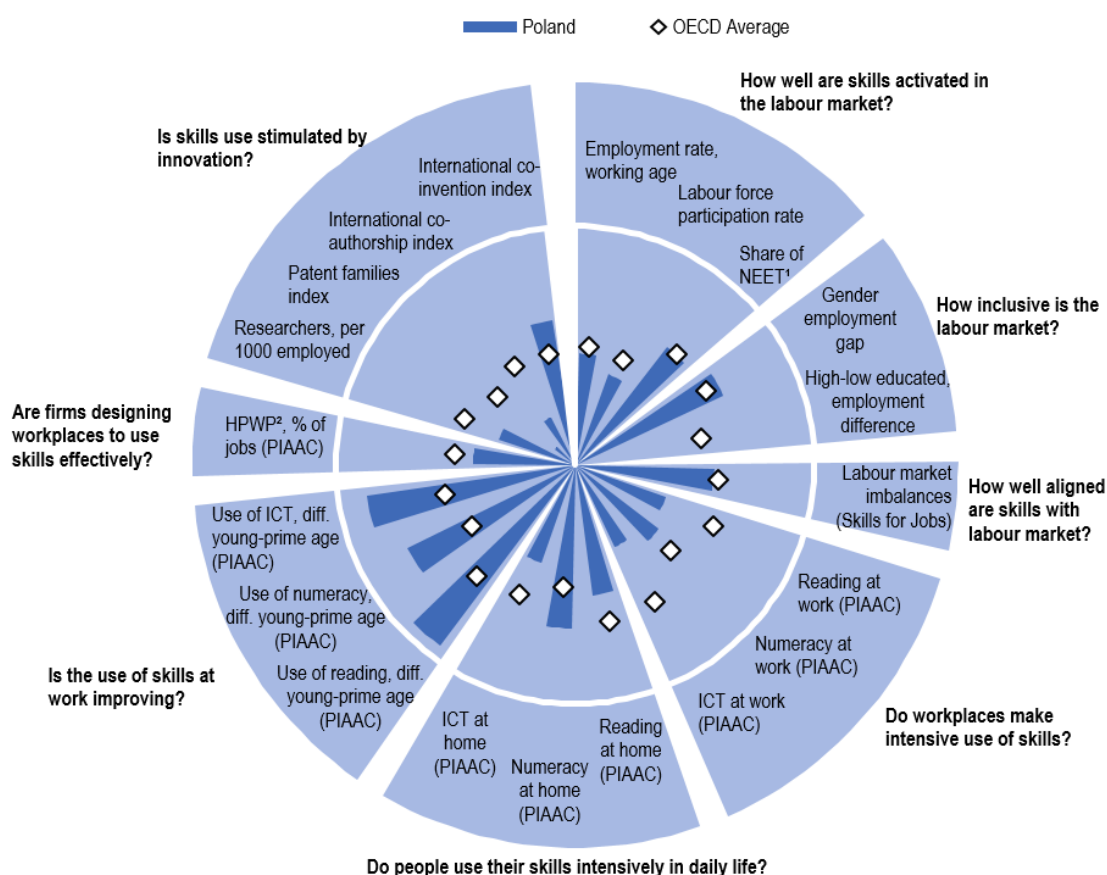 Poland
OECD Average
How well are skills activated in
the labour market?
Employment rate,
working age
Labour force
participation rate
Share of
NEET¹
How inclusive is the
labour market?
Gender
employment
gap
High-low educated,
employment
difference
How well aligned
are skills with
labour market?
Labour market
imbalances
(Skills for Jobs)
Do workplaces make
intensive use of skills?
Reading at
work (PIAAC)
Numeracy at
work (PIAAC)
ICT at work
(PIAAC)
Do people use their skills intensively in daily life?
Reading
at home
(PIAAC)
Numeracy
at home
(PIAAC)
ICT at
home
(PIAAC)
Is the use of skills at
work improving?
Use of reading, diff.
young-prime age
(PIAAC)
Use of numeracy,
diff. young-prime age
(PIAAC)
Use of ICT, diff.
young-prime age
(PIAAC)
Are firms designing
workplaces to use
skills effectively?
HPWP², % of
jobs (PIAAC)
Is skills use stimulated by
innovation?
Researchers, per
1000 employed
Patent families
index
International co-
authorship index
International co-
invention index